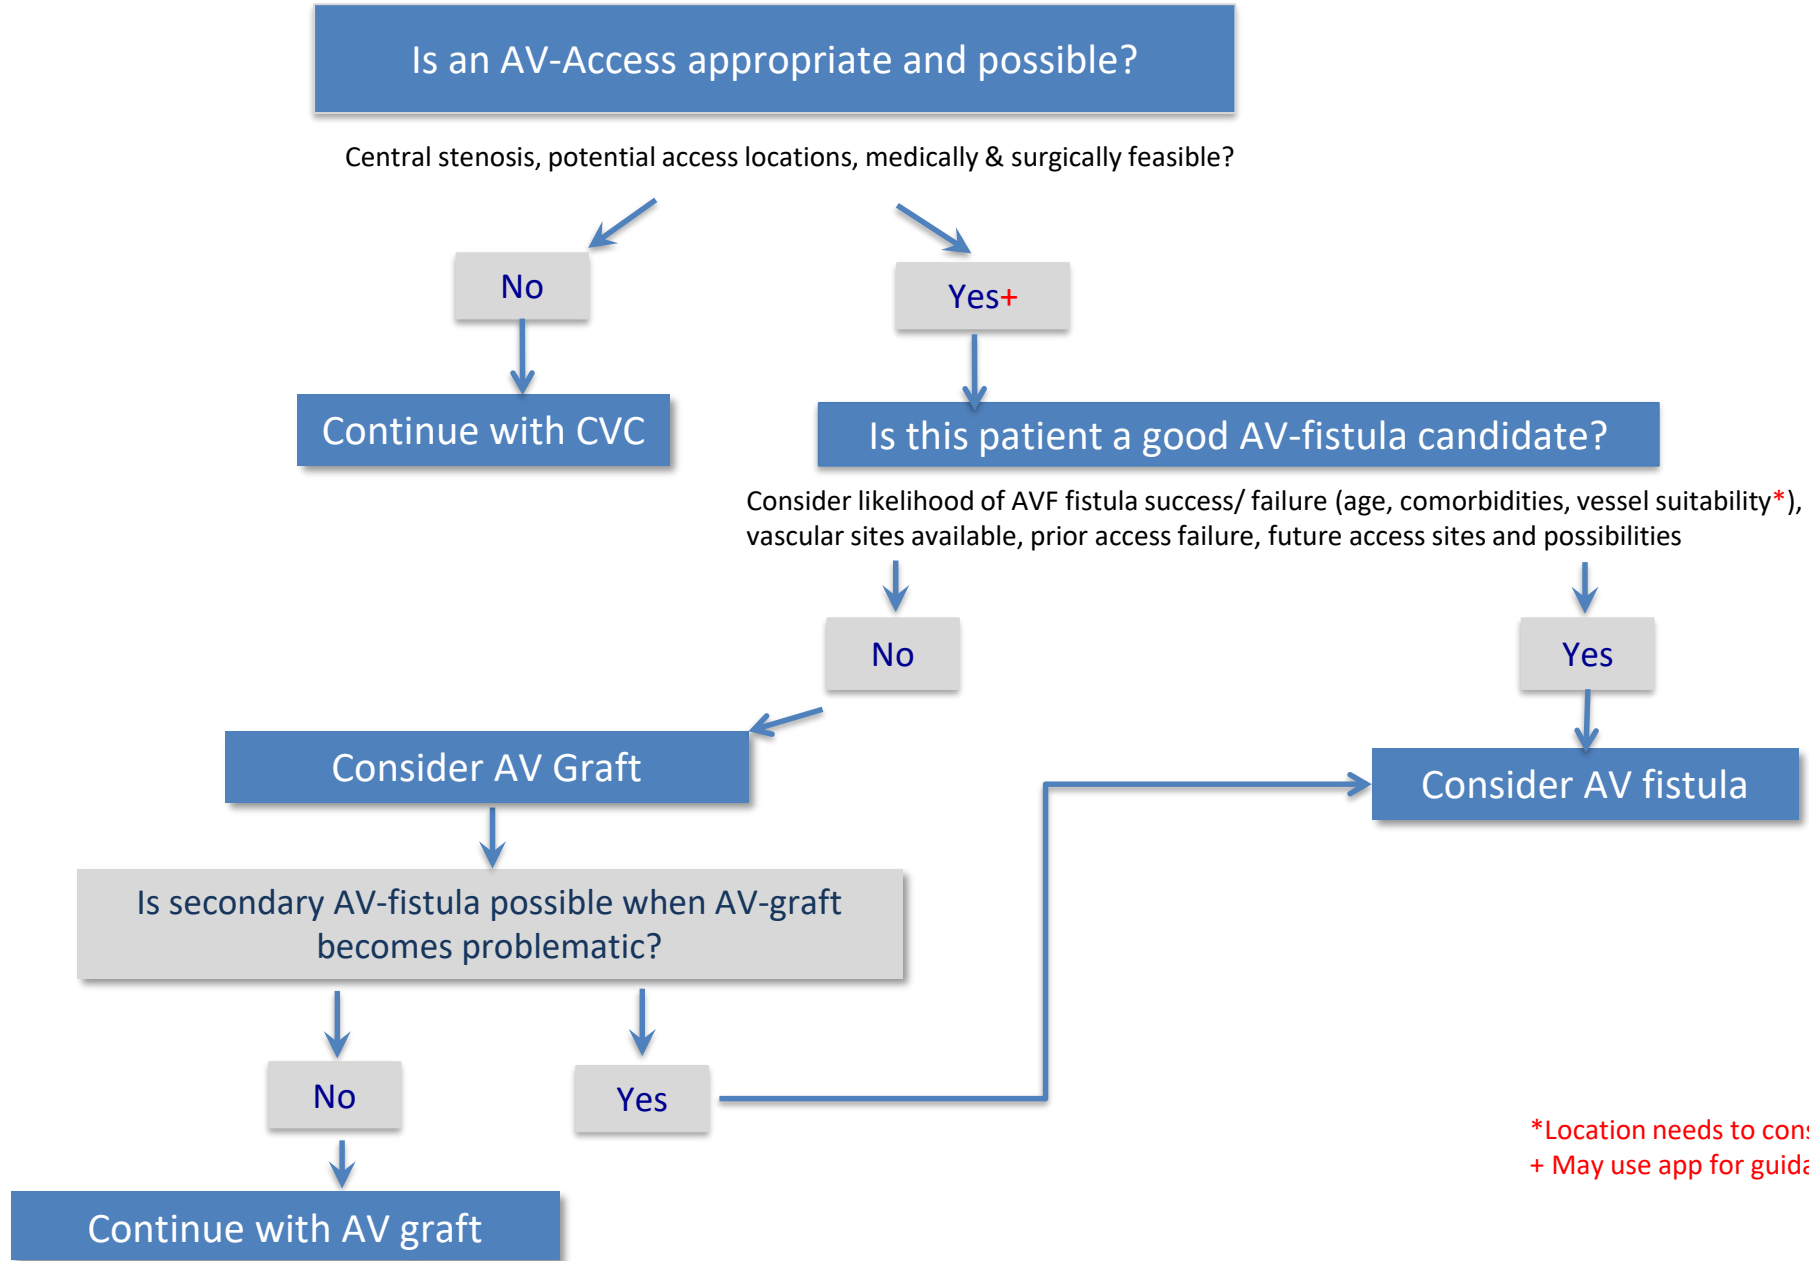 Is an AV-Access appropriate and possible?
Central stenosis, potential access locations, medically & surgically feasible?
No
Yes+
Continue with CVC
Is this patient a good AV-fistula candidate?
Consider likelihood of AVF fistula success/ failure (age, comorbidities, vessel suitability*),
vascular sites available, prior access failure, future access sites and possibilities
No
Yes
Consider AV Graft
Consider AV fistula
Is secondary AV-fistula possible when AV-graft
becomes problematic?
No
Yes
*Location needs to
+ May use app for
Continue with AV graft